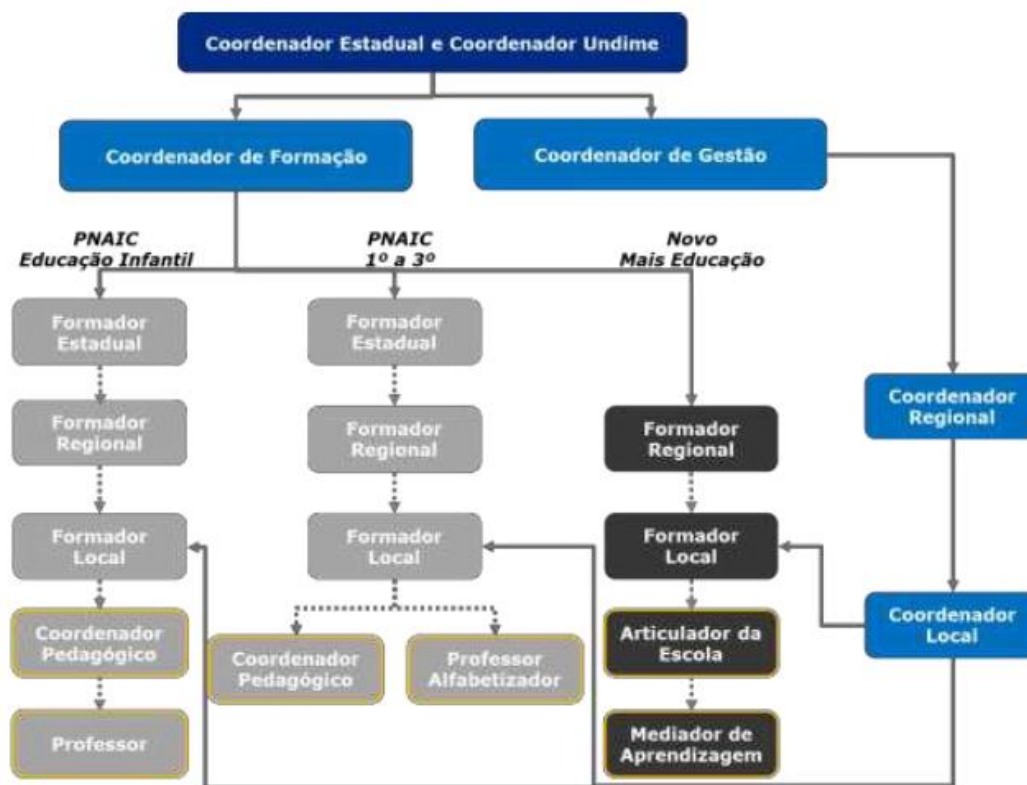 Coordenador Estadual e Coordenador Undime
Coordenador de Formação
Coordenador de Gestão
PNAIC
Educação Infantil
PNAIC
1º a 3º
Novo
Mais Educação
Formador
Estadual
Formador
Estadual
Coordenador
Regional
Formador
Regional
Formador
Regional
Formador
Regional
Formador
Local
Formador
Local
Formador
Local
Coordenador
Local
Coordenador
Pedagógico
Coordenador
Pedagógico
Professor
Alfabetizador
Articulador da
Escola
Professor
Mediador de
Aprendizagem